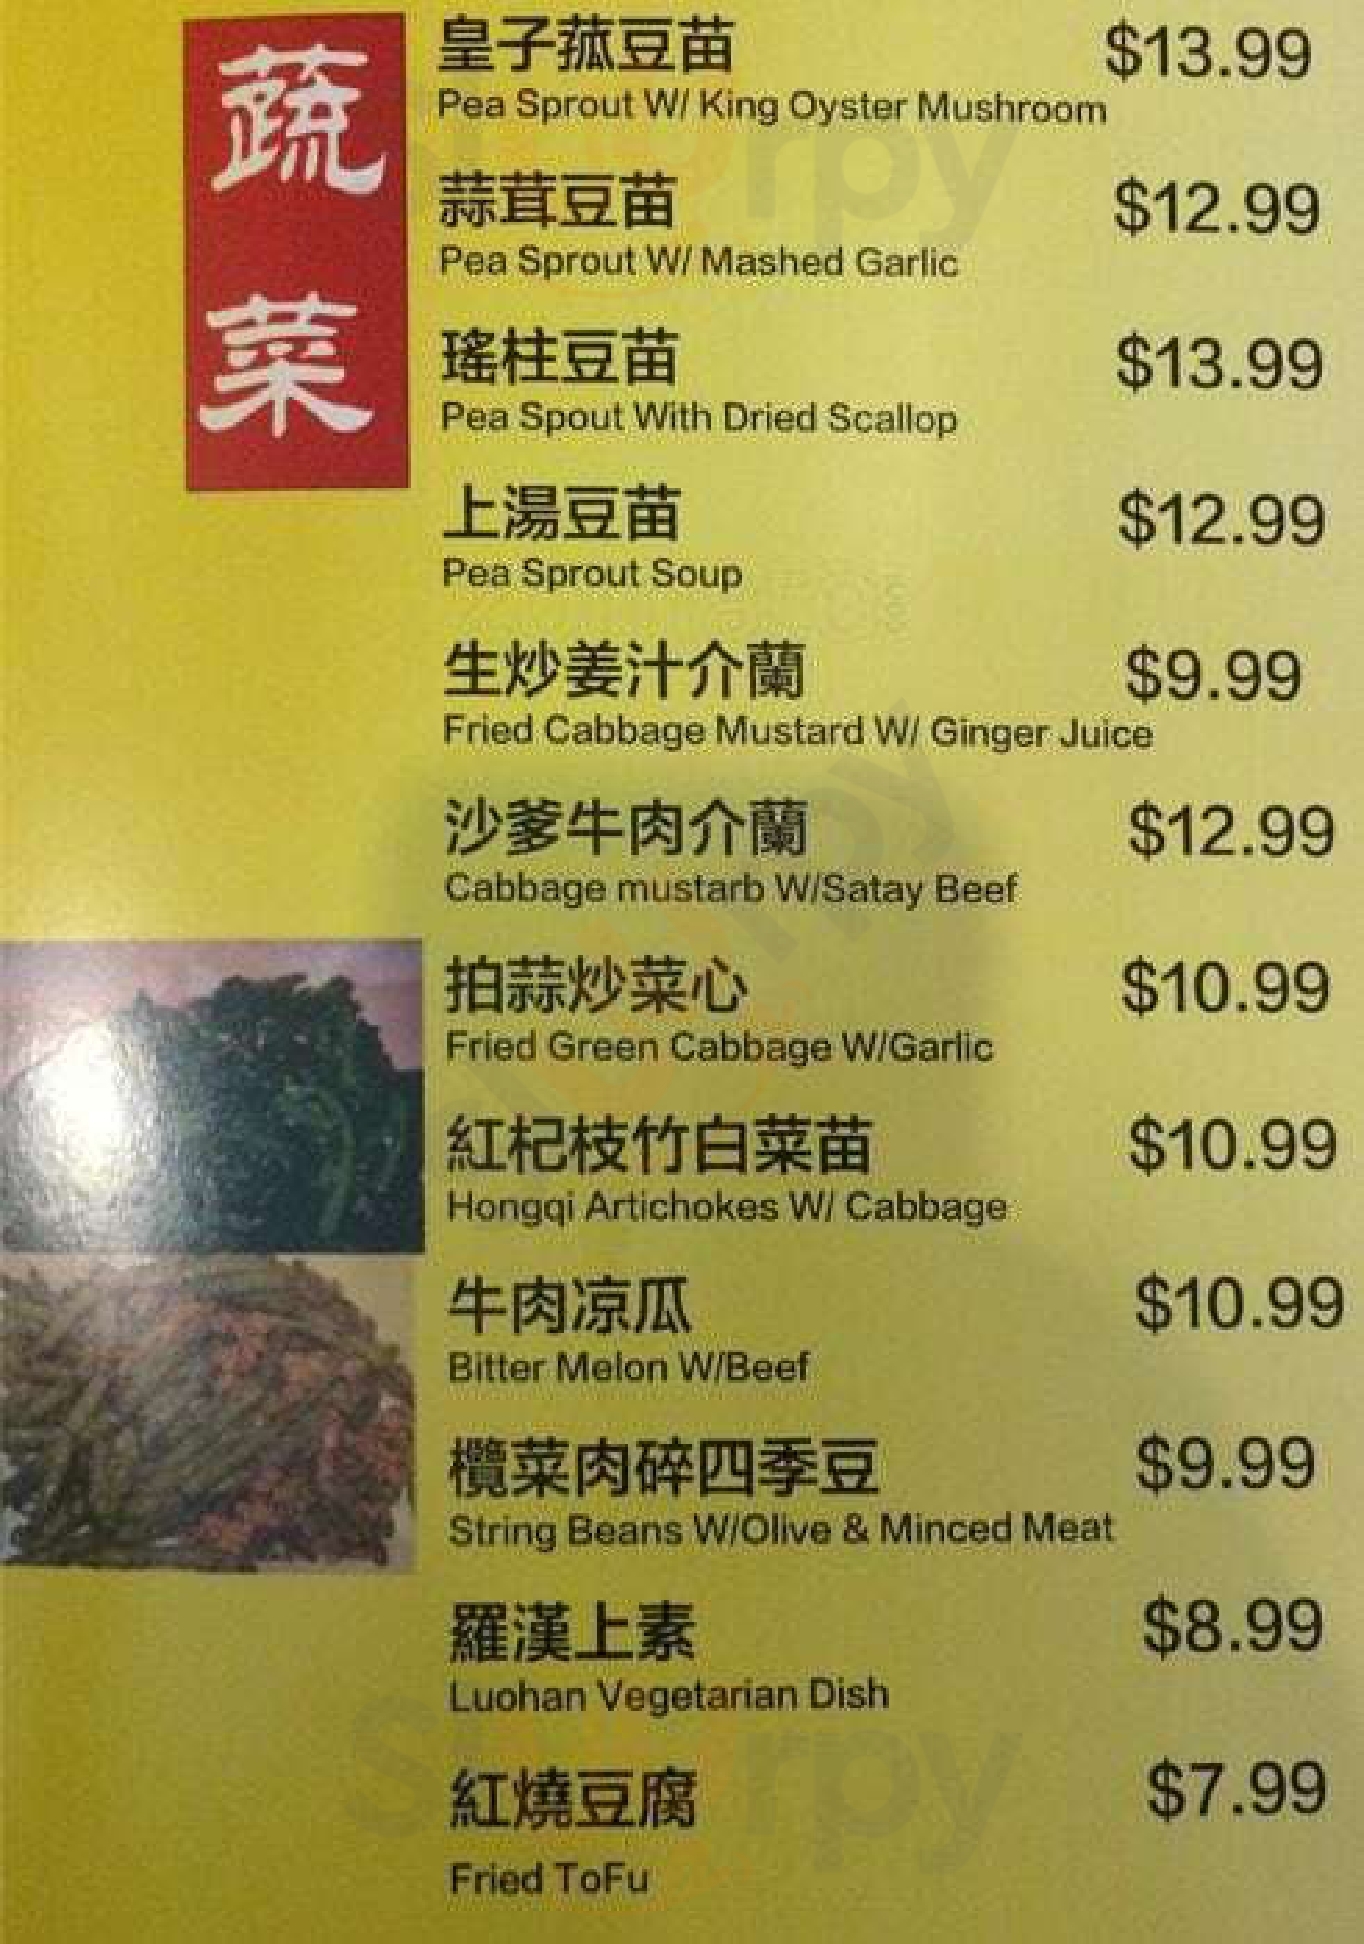 蔬菜
皇子菰豆苗 $13.99
Pea Sprout W/ King Oyster Mushroom
蒜茸豆苗 $12.99
Pea Sprout W/ Mashed Garlic
瑤柱豆苗 $13.99
Pea Spout With Dried Scallop
上湯豆苗 $12.99
Pea Sprout Soup
生炒姜汁介蘭 $9.99
Fried Cabbage Mustard W/ Ginger Juice
沙爹牛肉介蘭 $12.99
Cabbage mustarb W/Satay Beef
拍蒜炒菜心 $10.99
Fried Green Cabbage W/Garlic
紅杞枝竹白菜苗 $10.99
Hongqi Artichokes W/ Cabbage
牛肉凉瓜 $10.99
Bitter Melon W/Beef
欖菜肉碎四季豆 $9.99
String Beans W/Olive & Minced Meat
羅漢上素 $8.99
Luohan Vegetarian Dish
紅燒豆腐 $7.99
Fried ToFu